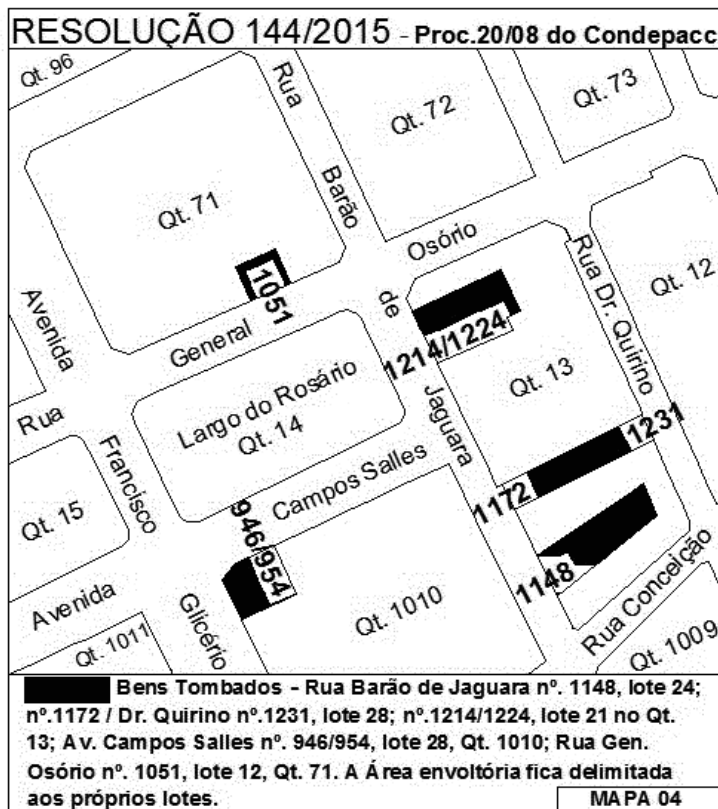 RESOLUÇÃO 144/2015 - Proc.20/08 do Condepacc
Qt. 96
Rua
Barão
de
Jaguara
Qt. 72
Qt. 73
Qt. 71
Osório
General
1051
Rua Dr. Quirino
Qt. 12
Avenida
Francisco
Glicério
1214/1224
Qt. 13
Largo do Rosário
Qt. 14
Rua
Campos Salles
1231
1172
Qt. 15
946/954
1148
Rua Conceição
Avenida
Qt. 1010
Qt. 1011
Qt. 1009
Bens Tombados - Rua Barão de Jaguara nº. 1148, lote 24;
nº.1172 / Dr. Quirino nº.1231, lote 28; nº.1214/1224, lote 21 no Qt.
13; Av. Campos Salles nº. 946/954, lote 28, Qt. 1010; Rua Gen.
Osório nº. 1051, lote 12, Qt. 71. A Área envoltória fica delimitada
aos próprios lotes.
MAPA 04